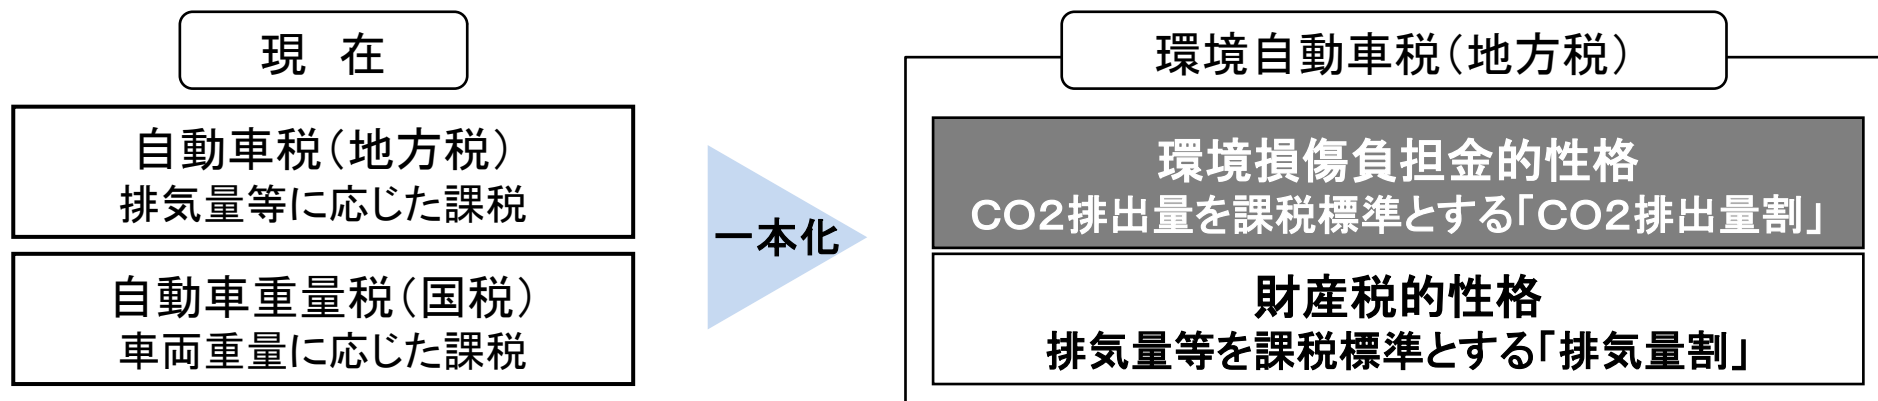 現　在
自動車税（地方税）
排気量等に応じた課税
自動車重量税（国税）
車両重量に応じた課税
一本化
環境自動車税（地方税）
環境損傷負担金的性格
ＣＯ２排出量を課税標準とする「ＣＯ２排出量割」
財産税的性格
排気量等を課税標準とする「排気量割」